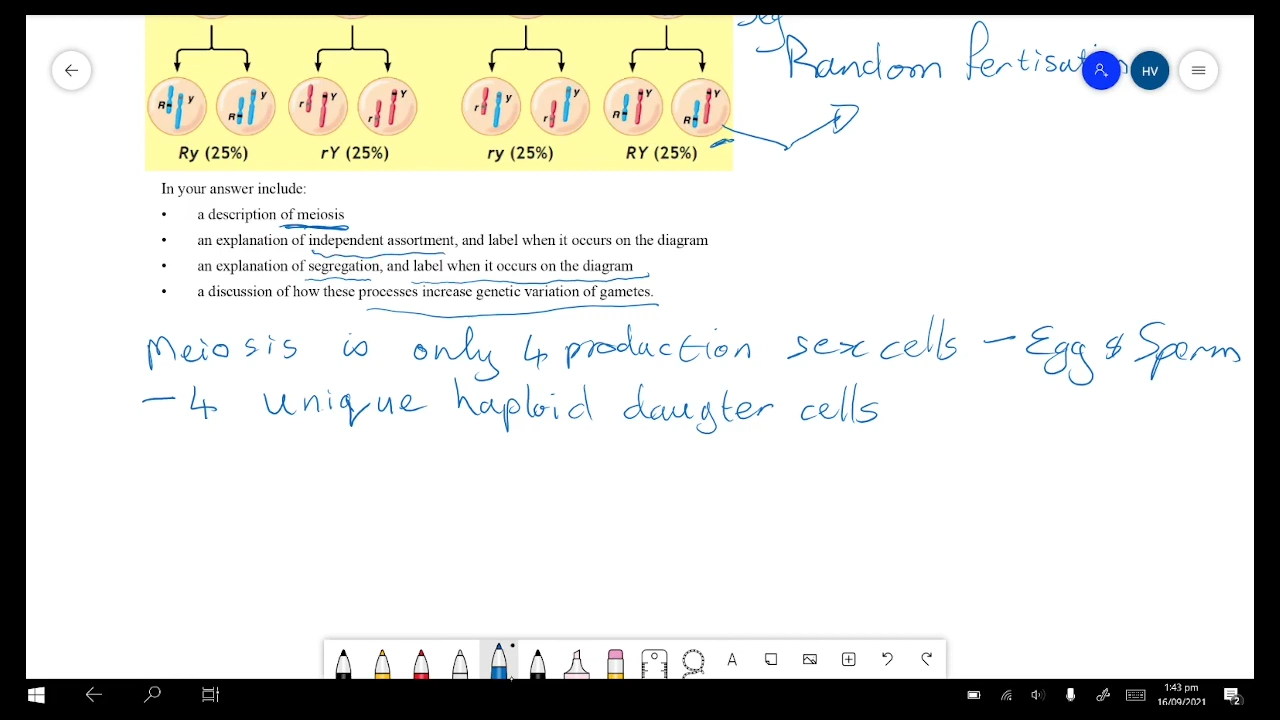 seg
Random fertisati
HV
R y R y r Y r Y r y r y R Y R Y
Ry (25%) rY (25%) ry (25%) RY (25%)
In your answer include:
• a description of meiosis
• an explanation of independent assortment, and label when it occurs on the diagram
• an explanation of segregation, and label when it occurs on the diagram
• a discussion of how these processes increase genetic variation of gametes.
Meiosis is only 4 production sex cells – Egg & Sperm
– 4 unique haploid daugter cells
A
1:43 pm
16/09/2021
2